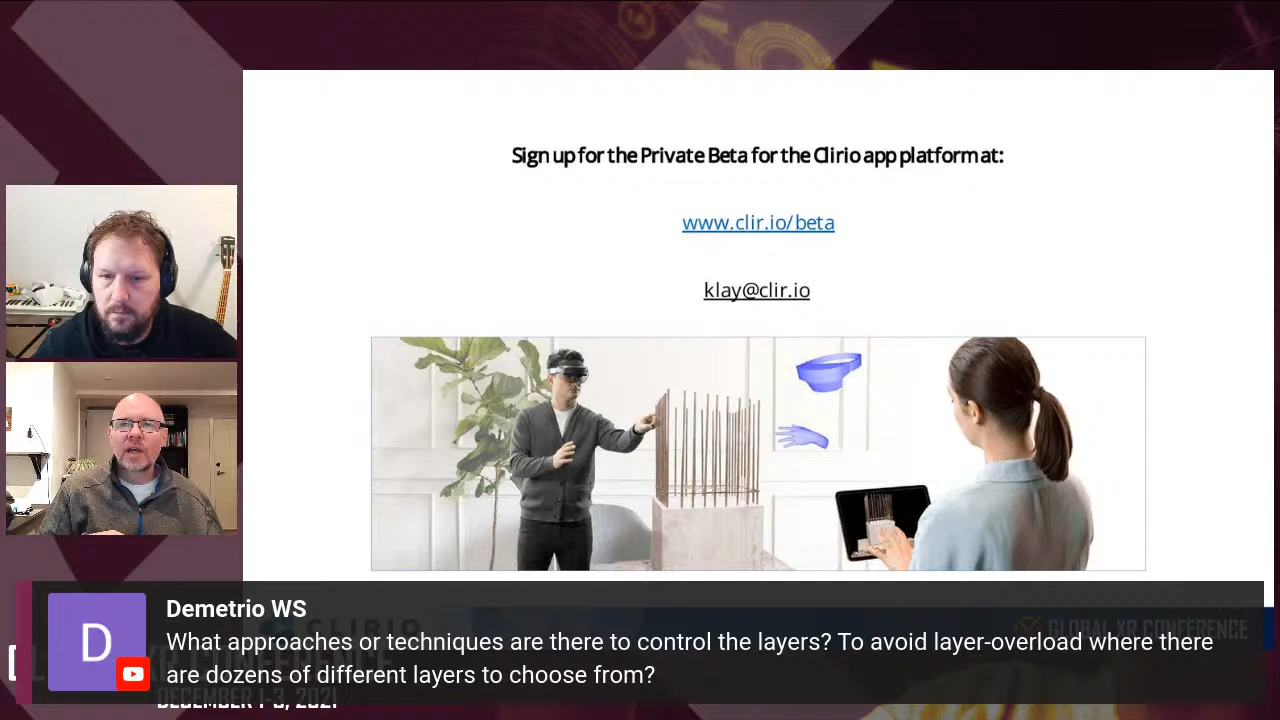 Sign up for the Private Beta for the Clirio app platform at:
www.clir.io/beta
klay@clir.io
CLIRIO
GLOBAL XR CONFERENCE
D
Demetrio WS
What approaches or techniques are there to control the layers? To avoid layer-overload where there
are dozens of different layers to choose from?
DECEMBER 1-3, 2021